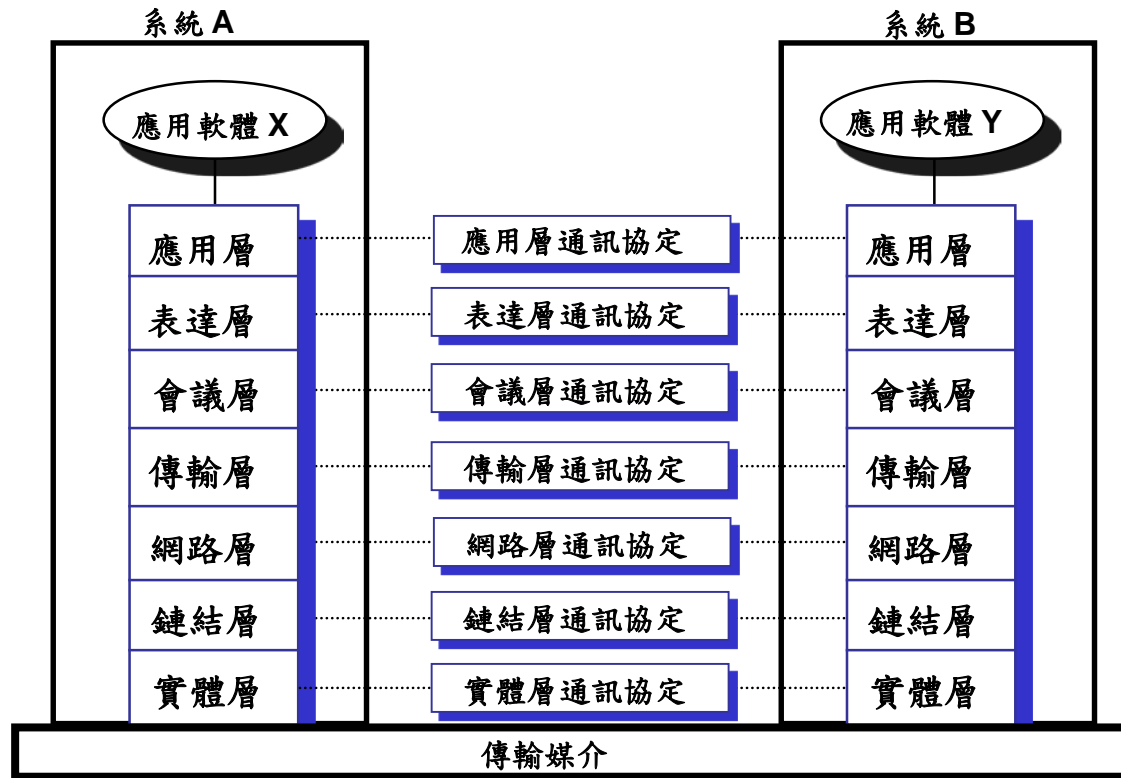 系統 A
系統 B
應用軟體 X
應用軟體 Y
應用層
應用層通訊協定
應用層
表達層
表達層通訊協定
表達層
會議層
會議層通訊協定
會議層
傳輸層
傳輸層通訊協定
傳輸層
網路層
網路層通訊協定
網路層
鏈結層
鏈結層通訊協定
鏈結層
實體層
實體層通訊協定
實體層
傳輸媒介